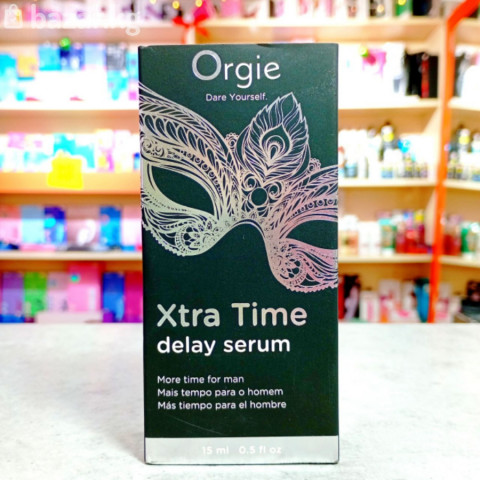 Orgie
Dare Yourself.
Xtra Time
delay serum
More time for man
Mais tempo para o homem
Más tiempo para el hombre
15 ml 0.5 fl oz